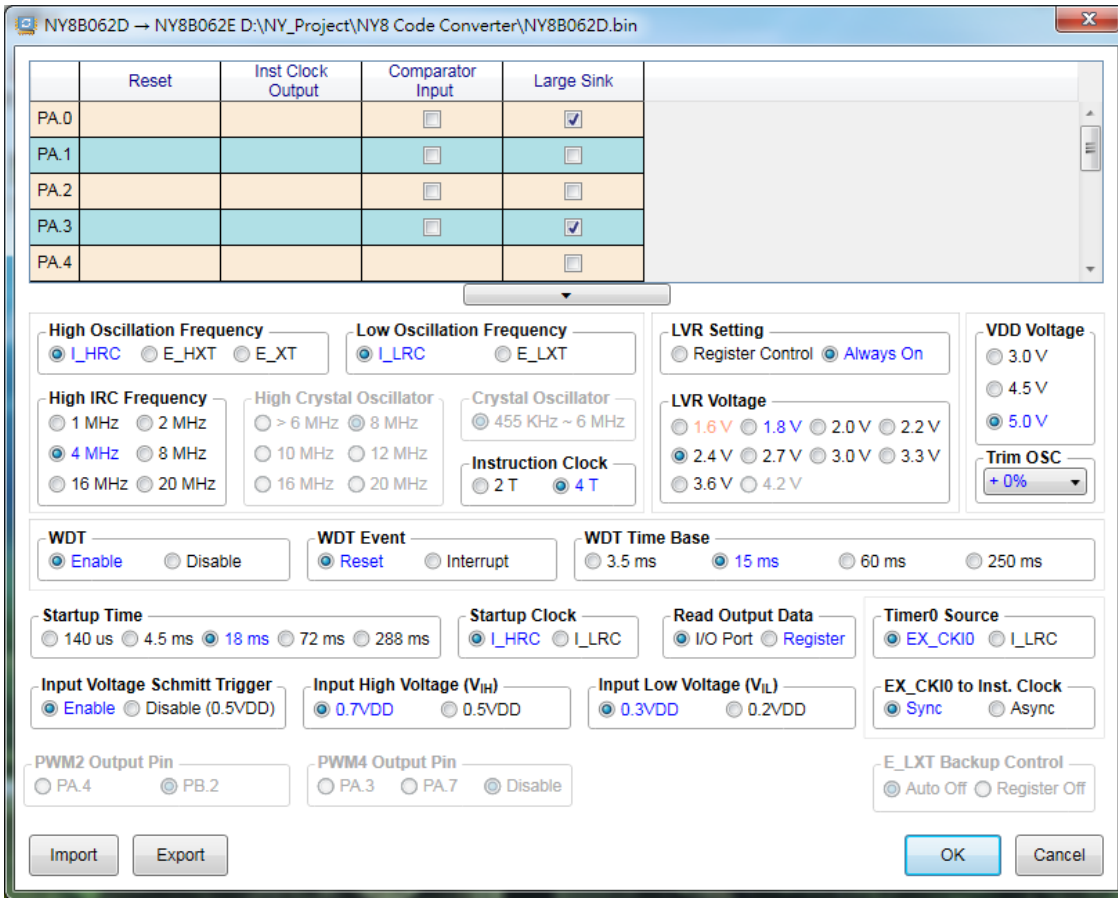 NY8B062D → NY8B062E D:\NY_Project\NY8 Code Converter\NY8B062D.bin
Reset Inst Clock Output Comparator Input Large Sink
PA.0
PA.1
PA.2
PA.3
PA.4
High Oscillation Frequency
I_HRC E_HXT E_XT
Low Oscillation Frequency
I_LRC E_LXT
LVR Setting
Register Control Always On
VDD Voltage
3.0 V
4.5 V
5.0 V
High IRC Frequency
1 MHz 2 MHz
4 MHz 8 MHz
16 MHz 20 MHz
High Crystal Oscillator
> 6 MHz 8 MHz
10 MHz 12 MHz
16 MHz 20 MHz
Crystal Oscillator
455 KHz ~ 6 MHz
Instruction Clock
2 T 4 T
LVR Voltage
1.6 V 1.8 V 2.0 V 2.2 V
2.4 V 2.7 V 3.0 V 3.3 V
3.6 V 4.2 V
Trim OSC
+ 0%
WDT
Enable Disable
WDT Event
Reset Interrupt
WDT Time Base
3.5 ms 15 ms 60 ms 250 ms
Startup Time
140 us 4.5 ms 18 ms 72 ms 288 ms
Startup Clock
I_HRC I_LRC
Read Output Data
I/O Port Register
Timer0 Source
EX_CKI0 I_LRC
Input Voltage Schmitt Trigger
Enable Disable (0.5VDD)
Input High Voltage (VIH)
0.7VDD 0.5VDD
Input Low Voltage (VIL)
0.3VDD 0.2VDD
EX_CKI0 to Inst. Clock
Sync Async
PWM2 Output Pin
PA.4 PB.2
PWM4 Output Pin
PA.3 PA.7 Disable
E_LXT Backup Control
Auto Off Register Off
Import Export OK Cancel